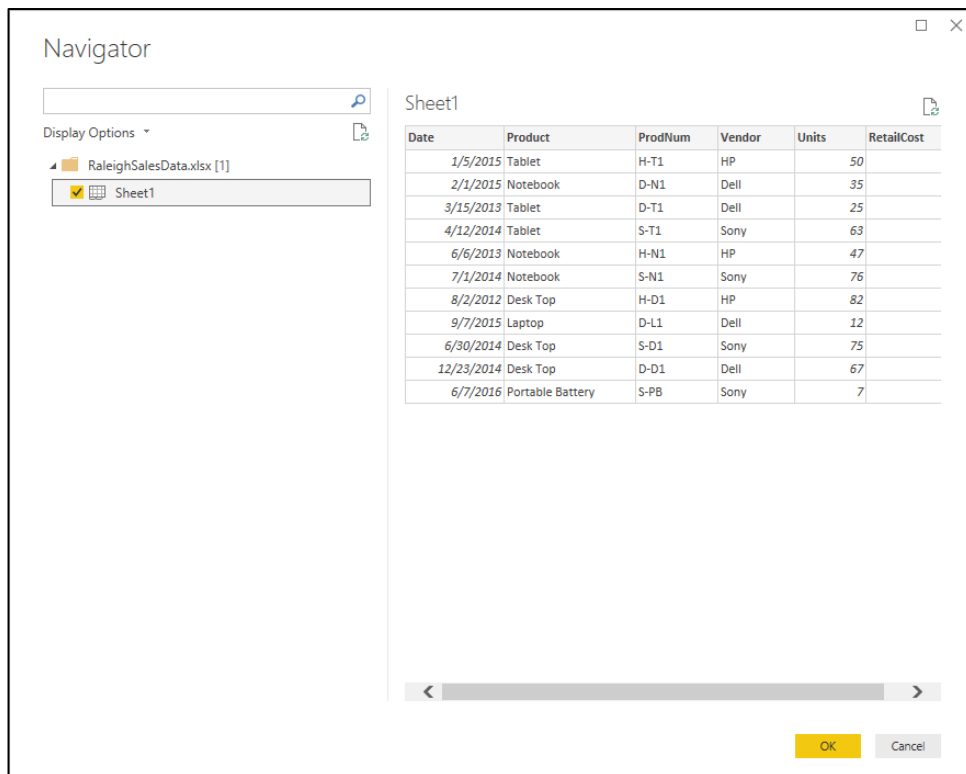 Navigator
Display Options
RaleighSalesData.xlsx [1]
Sheet1
Sheet1
Date Product ProdNum Vendor Units RetailCost
1/5/2015 Tablet H-T1 HP 50
2/1/2015 Notebook D-N1 Dell 35
3/15/2013 Tablet D-T1 Dell 25
4/12/2014 Tablet S-T1 Sony 63
6/6/2013 Notebook H-N1 HP 47
7/1/2014 Notebook S-N1 Sony 76
8/2/2012 Desk Top H-D1 HP 82
9/7/2015 Laptop D-L1 Dell 12
6/30/2014 Desk Top S-D1 Sony 75
12/23/2014 Desk Top D-D1 Dell 67
6/7/2016 Portable Battery S-PB Sony 7
OK Cancel